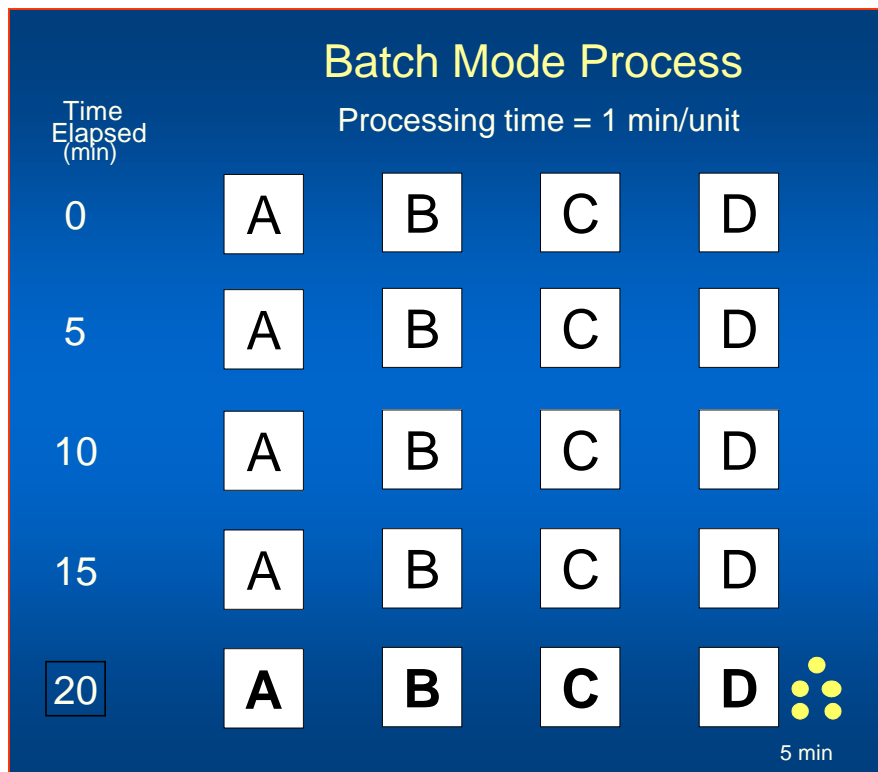 Batch Mode Process
Processing time = 1 min/unit
Time
Elapsed
(min)
0 A B C D
5 A B C D
10 A B C D
15 A B C D
20 A B C D
5 min